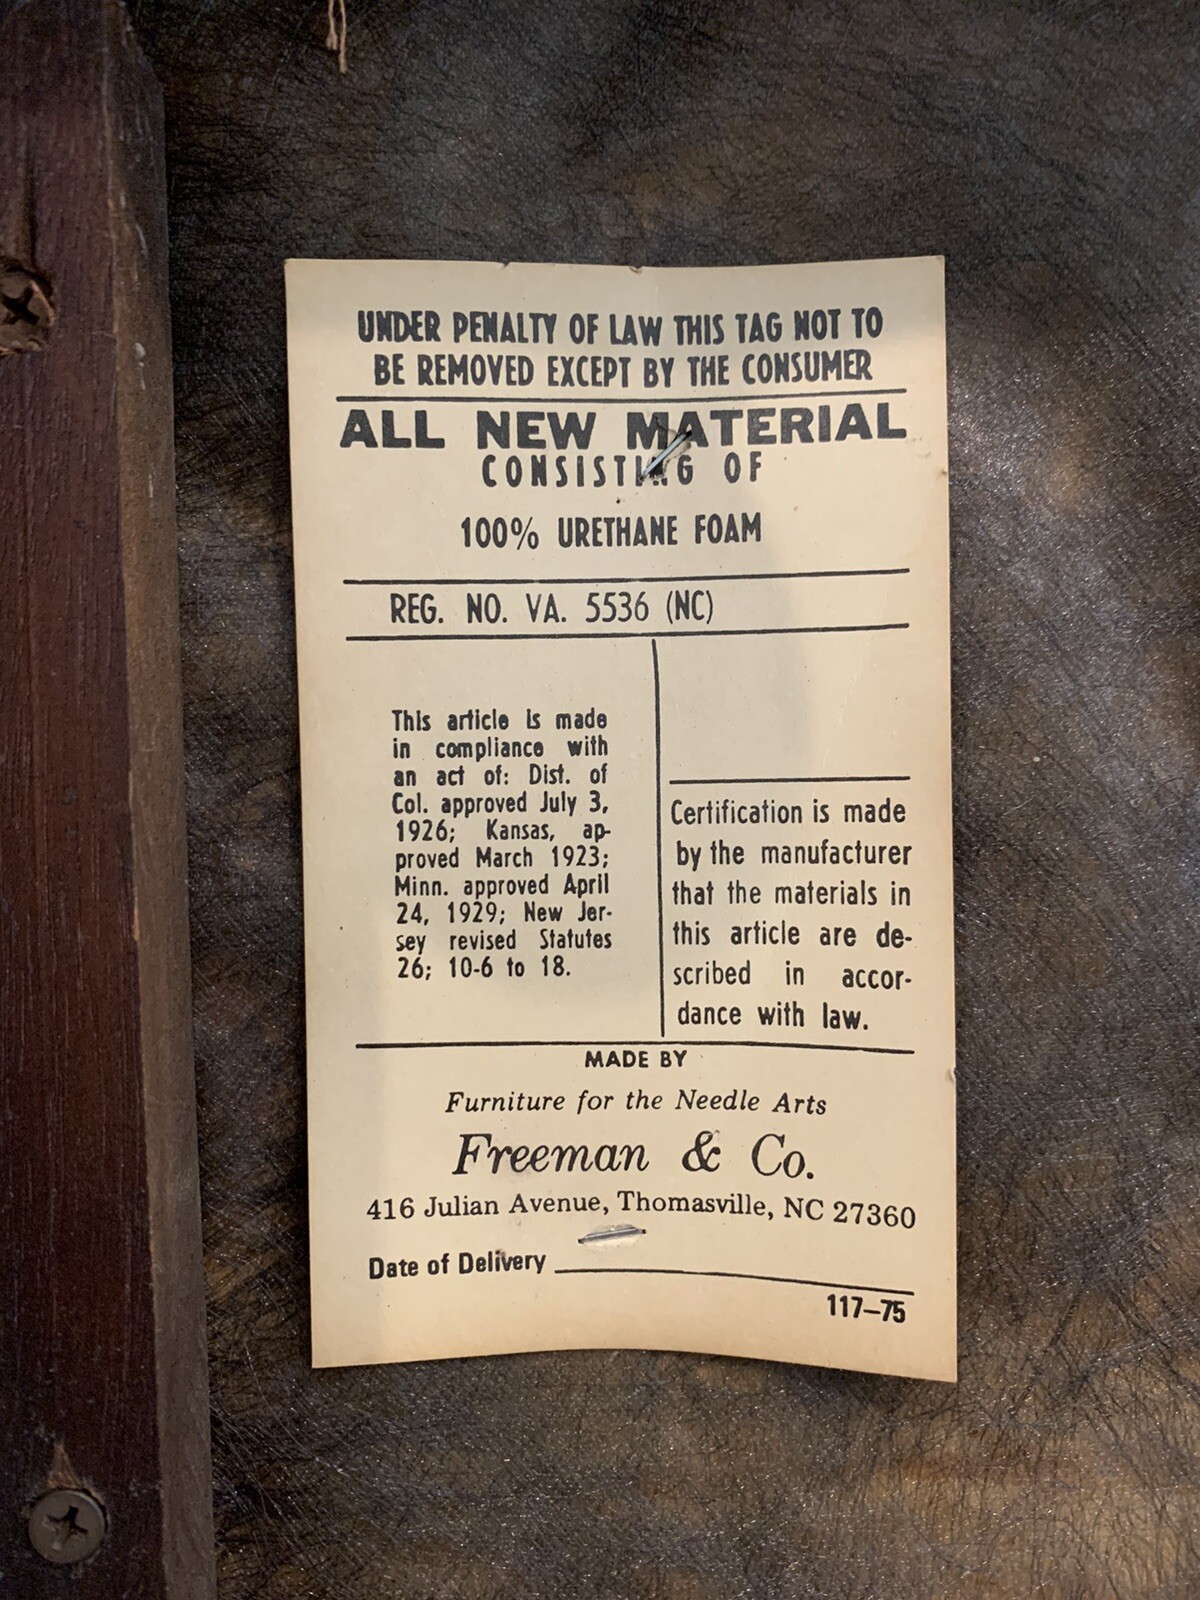 UNDER PENALTY OF LAW THIS TAG NOT TO
BE REMOVED EXCEPT BY THE CONSUMER
ALL NEW MATERIAL
CONSISTING OF
100% URETHANE FOAM
REG. NO. VA. 5536 (NC)
This article is made
in compliance with
an act of: Dist. of
Col. approved July 3,
1926; Kansas, ap-
proved March 1923;
Minn. approved April
24, 1929; New Jer-
sey revised Statutes
26; 10-6 to 18.
Certification is made
by the manufacturer
that the materials in
this article are de-
scribed in accor-
dance with law.
MADE BY
Furniture for the Needle Arts
Freeman & Co.
416 Julian Avenue, Thomasville, NC 27360
Date of Delivery
117-75